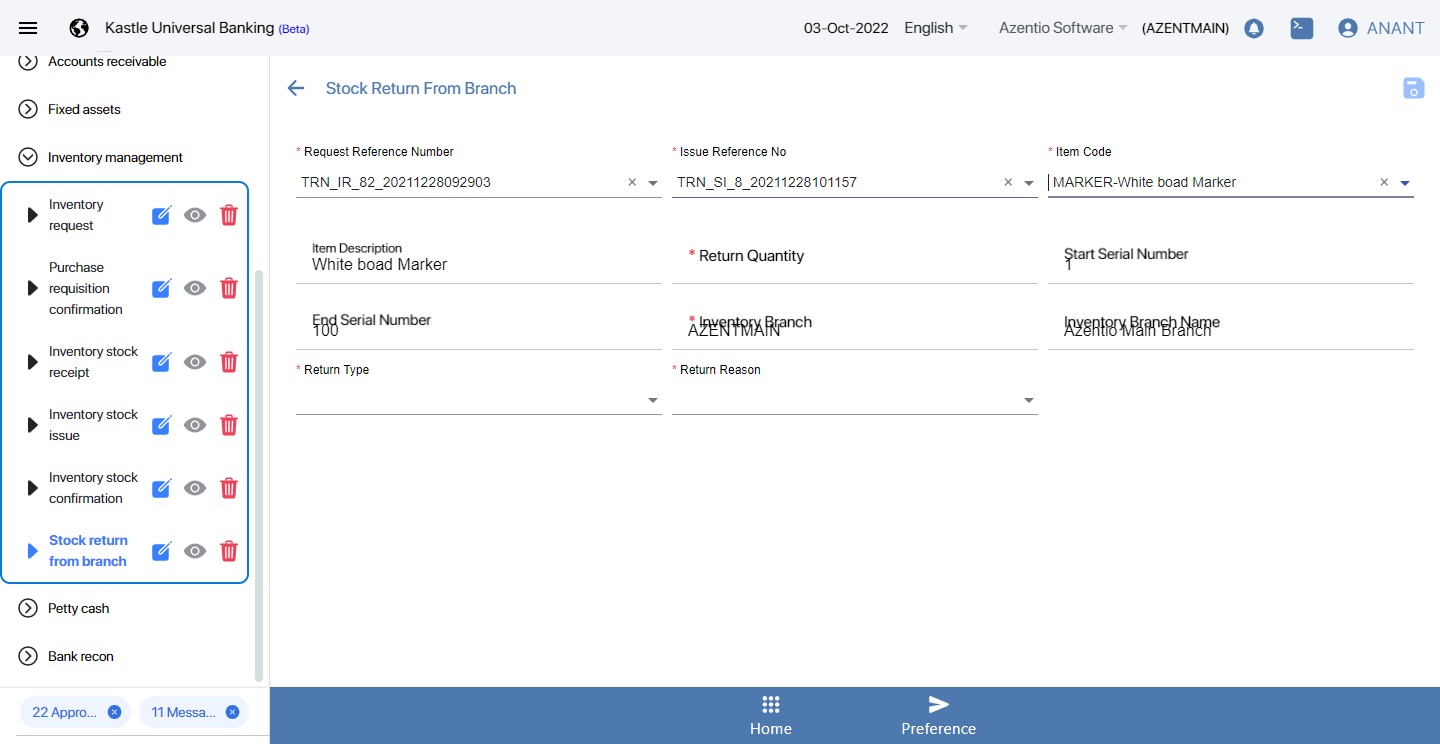 Kastle Universal Banking (Beta)
03-Oct-2022
English
Azentio Software
(AZENTMAIN)
ANANT
Accounts receivable
Fixed assets
Inventory management
Inventory
request
Purchase
requisition
confirmation
Inventory stock
receipt
Inventory stock
issue
Inventory stock
confirmation
Stock return
from branch
Petty cash
Bank recon
22 Appro...
11 Messa...
Stock Return From Branch
* Request Reference Number
TRN_IR_82_20211228092903
* Issue Reference No
TRN_SI_8_20211228101157
* Item Code
MARKER-White boad Marker
Item Description
White boad Marker
* Return Quantity
Start Serial Number
1
End Serial Number
100
* Inventory Branch
AZENTMAIN
Inventory Branch Name
Azentio Main Branch
* Return Type
* Return Reason
Home
Preference